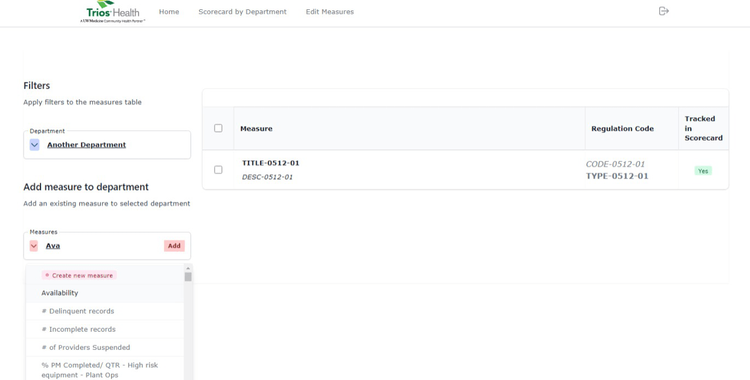 Trios Health
A UW Medicine Community Health Partner
Home
Scorecard by Department
Edit Measures
Filters
Apply filters to the measures table
Department
Another Department
Add measure to department
Add an existing measure to selected department
Measures
Ava
Add
+ Create new measure
Availability
# Delinquent records
# Incomplete records
# of Providers Suspended
% PM Completed/ QTR - High risk
equipment - Plant Ops
Measure
Regulation Code
Tracked
in
Scorecard
TITLE-0512-01
DESC-0512-01
CODE-0512-01
TYPE-0512-01
Yes